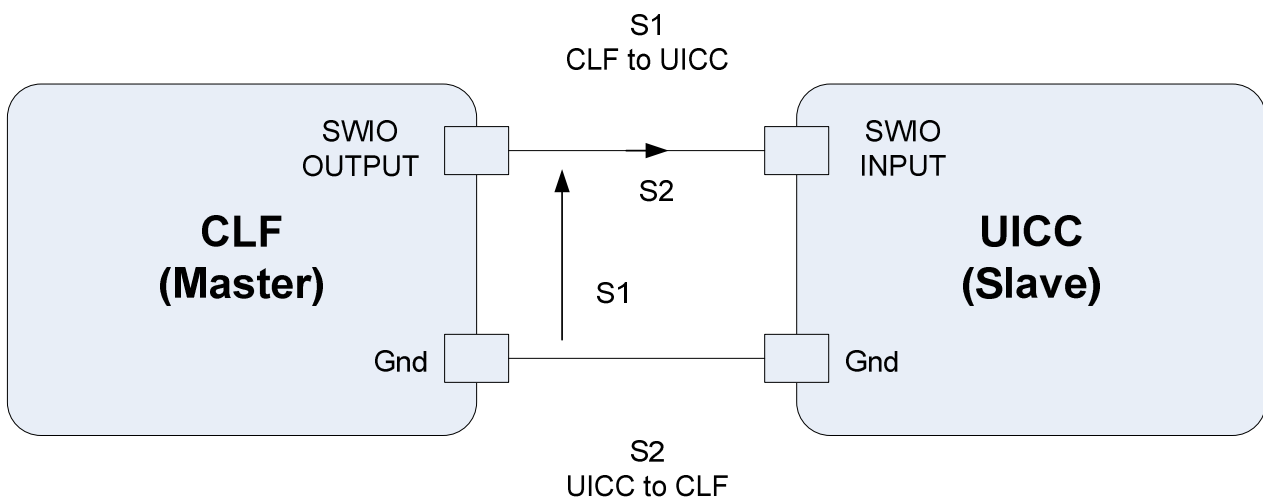 S1
CLF to UICC
SWIO
OUTPUT
SWIO
INPUT
S2
CLF
(Master)
UICC
(Slave)
S1
Gnd
Gnd
S2
UICC to CLF